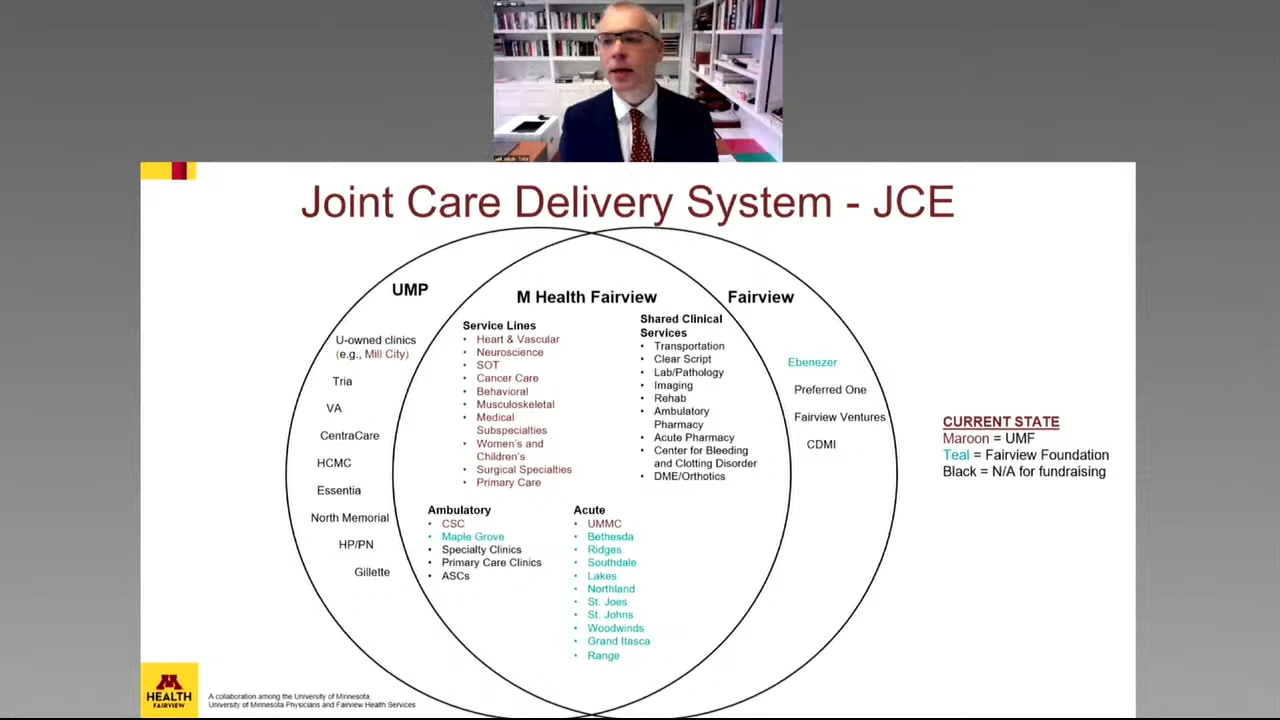 Joint Care Delivery System - JCE
UMP
M Health Fairview
Fairview
U-owned clinics
(e.g., Mill City)
Tria
VA
CentraCare
HCMC
Essentia
North Memorial
HP/PN
Gillette
Service Lines
• Heart & Vascular
• Neuroscience
• SOT
• Cancer Care
• Behavioral
• Musculoskeletal
• Medical
Subspecialties
• Women's and
Children's
• Surgical Specialties
• Primary Care
Shared Clinical
Services
• Transportation
• Clear Script
• Lab/Pathology
• Imaging
• Rehab
• Ambulatory
Pharmacy
• Acute Pharmacy
• Center for Bleeding
and Clotting Disorder
• DME/Orthotics
Ambulatory
• CSC
• Maple Grove
• Specialty Clinics
• Primary Care Clinics
• ASCs
Acute
• UMMC
• Bethesda
• Ridges
• Southdale
• Lakes
• Northland
• St. Joes
• St. Johns
• Woodwinds
• Grand Itasca
• Range
Ebenezer
Preferred One
Fairview Ventures
CDMI
CURRENT STATE
Maroon = UMF
Teal = Fairview Foundation
Black = N/A for fundraising
M
HEALTH
FAIRVIEW
A collaboration among the University of Minnesota,
University of Minnesota Physicians and Fairview Health Services